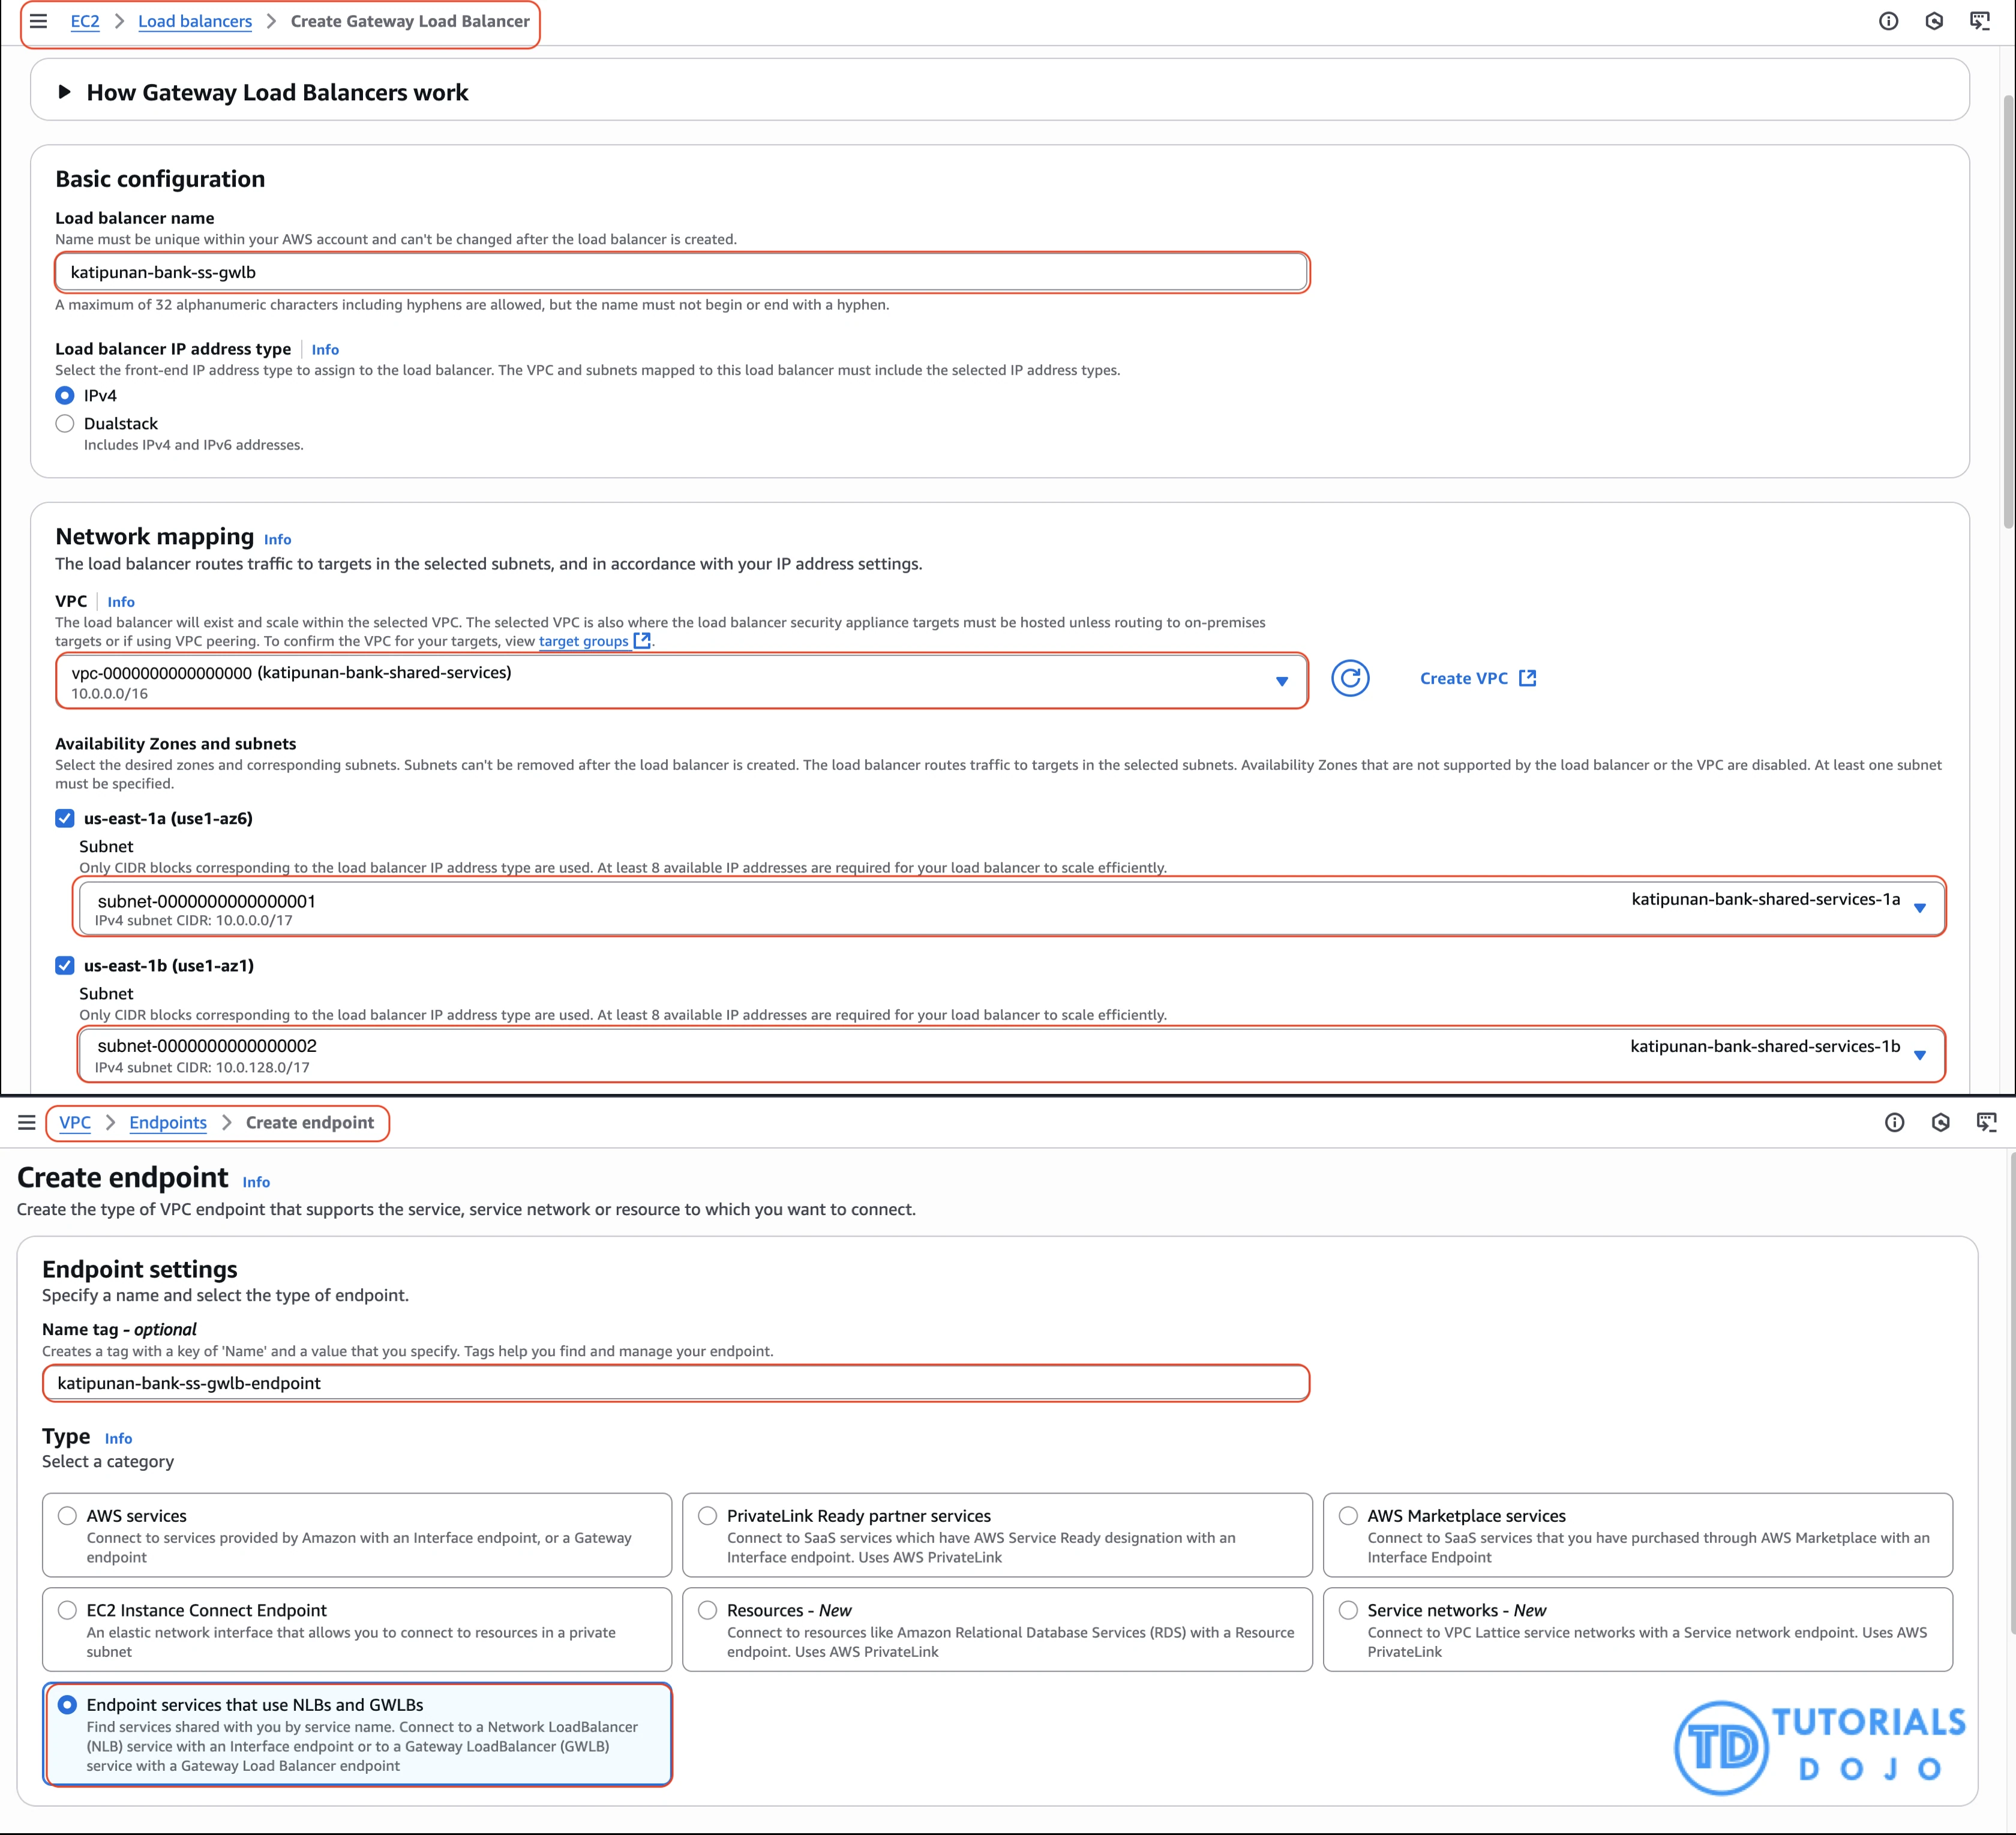 EC2 > Load balancers > Create Gateway Load Balancer
How Gateway Load Balancers work
Basic configuration
Load balancer name
Name must be unique within your AWS account and can't be changed after the load balancer is created.
katipunan-bank-ss-gwlb
A maximum of 32 alphanumeric characters including hyphens are allowed, but the name must not begin or end with a hyphen.
Load balancer IP address type | Info
Select the front-end IP address type to assign to the load balancer. The VPC and subnets mapped to this load balancer must include the selected IP address types.
IPv4
Dualstack
Includes IPv4 and IPv6 addresses.
Network mapping Info
The load balancer routes traffic to targets in the selected subnets, and in accordance with your IP address settings.
VPC | Info
The load balancer will exist and scale within the selected VPC. The selected VPC is also where the load balancer security appliance targets must be hosted unless routing to on-premises
targets or if using VPC peering. To confirm the VPC for your targets, view target groups.
vpc-0000000000000000 (katipunan-bank-shared-services)
10.0.0.0/16
Create VPC
Availability Zones and subnets
Select the desired zones and corresponding subnets. Subnets can't be removed after the load balancer is created. The load balancer routes traffic to targets in the selected subnets. Availability Zones that are not supported by the load balancer or the VPC are disabled. At least one subnet
must be specified.
us-east-1a (use1-az6)
Subnet
Only CIDR blocks corresponding to the load balancer IP address type are used. At least 8 available IP addresses are required for your load balancer to scale efficiently.
subnet-0000000000000001 katipunan-bank-shared-services-1a
IPv4 subnet CIDR: 10.0.0.0/17
us-east-1b (use1-az1)
Subnet
Only CIDR blocks corresponding to the load balancer IP address type are used. At least 8 available IP addresses are required for your load balancer to scale efficiently.
subnet-0000000000000002 katipunan-bank-shared-services-1b
IPv4 subnet CIDR: 10.0.128.0/17
VPC > Endpoints > Create endpoint
Create endpoint Info
Create the type of VPC endpoint that supports the service, service network or resource to which you want to connect.
Endpoint settings
Specify a name and select the type of endpoint.
Name tag - optional
Creates a tag with a key of 'Name' and a value that you specify. Tags help you find and manage your endpoint.
katipunan-bank-ss-gwlb-endpoint
Type Info
Select a category
AWS services
Connect to services provided by Amazon with an Interface endpoint, or a Gateway
endpoint
PrivateLink Ready partner services
Connect to SaaS services which have AWS Service Ready designation with an
Interface endpoint. Uses AWS PrivateLink
AWS Marketplace services
Connect to SaaS services that you have purchased through AWS Marketplace with an
Interface Endpoint
EC2 Instance Connect Endpoint
An elastic network interface that allows you to connect to resources in a private
subnet
Resources - New
Connect to resources like Amazon Relational Database Services (RDS) with a Resource
endpoint. Uses AWS PrivateLink
Service networks - New
Connect to VPC Lattice service networks with a Service network endpoint. Uses AWS
PrivateLink
Endpoint services that use NLBs and GWLBs
Find services shared with you by service name. Connect to a Network LoadBalancer
(NLB) service with an Interface endpoint or to a Gateway LoadBalancer (GWLB)
service with a Gateway Load Balancer endpoint
TD TUTORIALS
DOJO